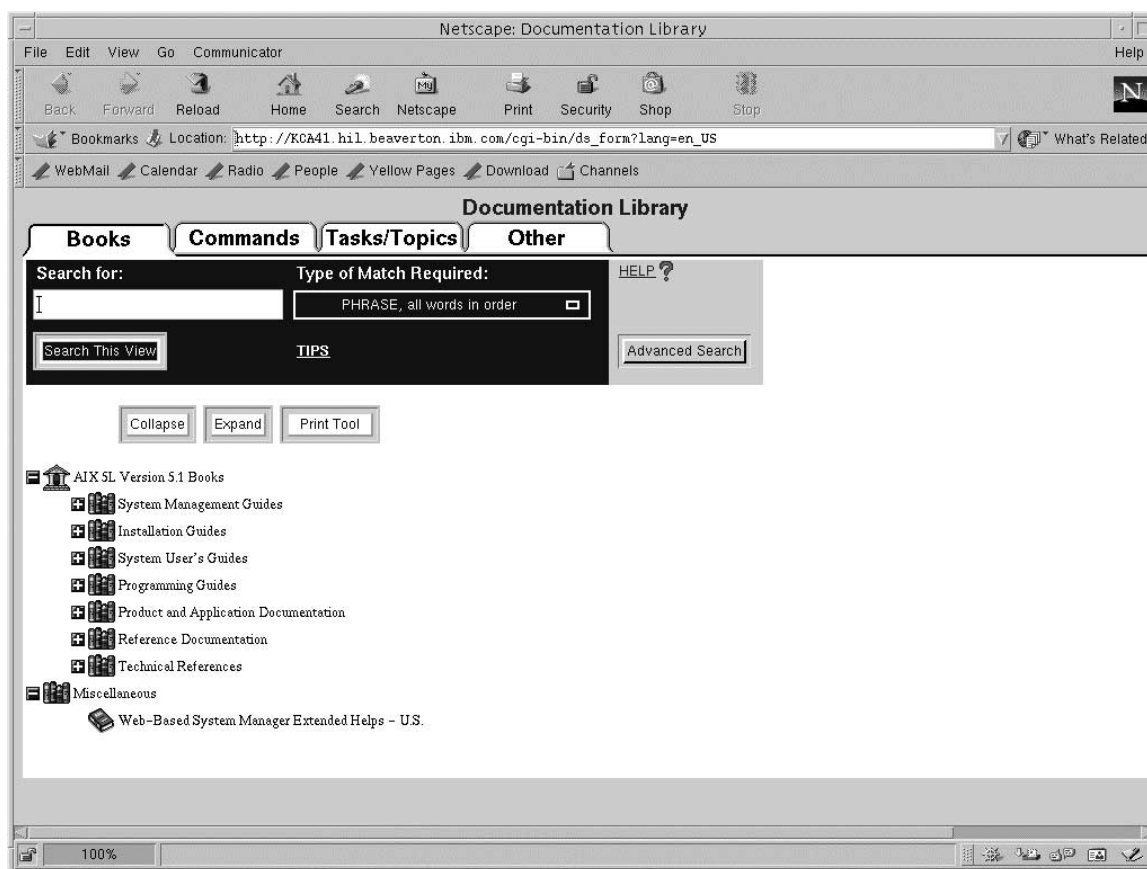 Netscape: Documentation Library
File Edit View Go Communicator Help
Back Forward Reload Home Search Netscape Print Security Shop Stop
My
N
Bookmarks Location: http://KCA41.hil.beaverton.ibm.com/cgi-bin/ds_form?lang=en_US What's Related
WebMail Calendar Radio People Yellow Pages Download Channels
Documentation Library
Books Commands Tasks/Topics Other
Search for: Type of Match Required: HELP ?
PHRASE, all words in order
Search This View TIPS Advanced Search
Collapse Expand Print Tool
AIX 5L Version 5.1 Books
System Management Guides
Installation Guides
System User's Guides
Programming Guides
Product and Application Documentation
Reference Documentation
Technical References
Miscellaneous
Web-Based System Manager Extended Helps - U.S.
100%